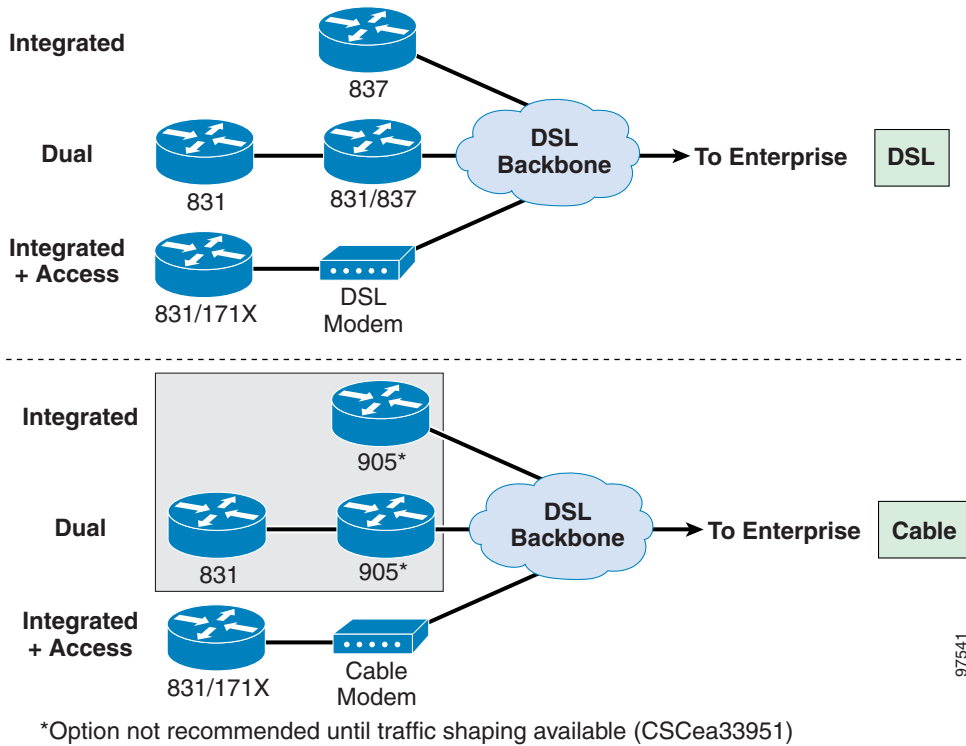 Integrated
837
Dual
831
831/837
DSL
Backbone
To Enterprise
DSL
Integrated
+ Access
831/171X
DSL
Modem
Integrated
905*
Dual
831
905*
DSL
Backbone
To Enterprise
Cable
Integrated
+ Access
831/171X
Cable
Modem
97541
*Option not recommended until traffic shaping available (CSCea33951)